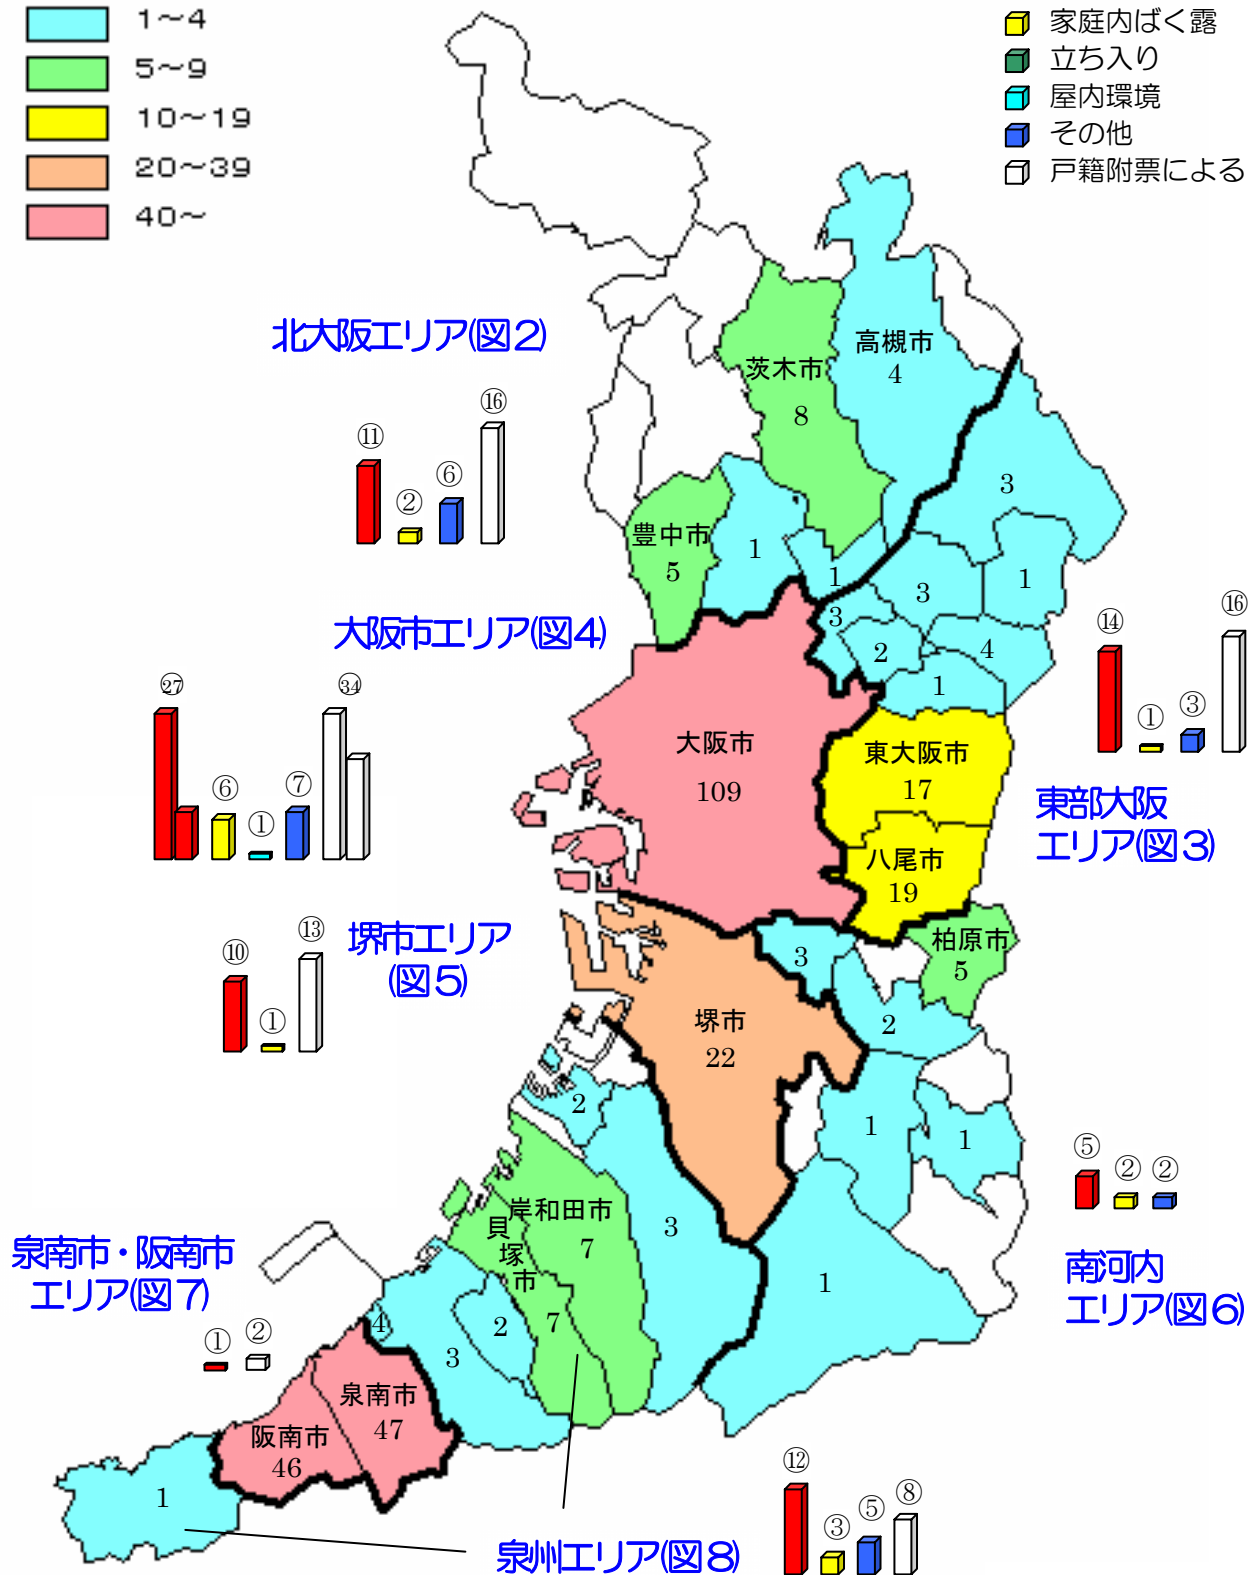 1～4
5～9
10～19
20～39
40～
家庭内ばく露
立ち入り
屋内環境
その他
戸籍附票による
北大阪エリア(図2)
⑪
②
⑥
⑯
高槻市
4
茨木市
8
豊中市
5
1
1
3
3
1
3
2
4
1
大阪市エリア(図4)
㉗
⑥
①
⑦
㉞
大阪市
109
東大阪市
17
八尾市
19
⑭
①
③
⑯
東部大阪
エリア(図3)
堺市エリア
(図5)
⑩
①
⑬
柏原市
5
3
2
堺市
22
1
1
1
⑤
②
②
南河内
エリア(図6)
2
3
岸和田市
7
貝
塚
市
7
2
3
4
泉南市・阪南市
エリア(図7)
①
②
泉南市
47
阪南市
46
1
泉州エリア(図8)
⑫
③
⑤
⑧